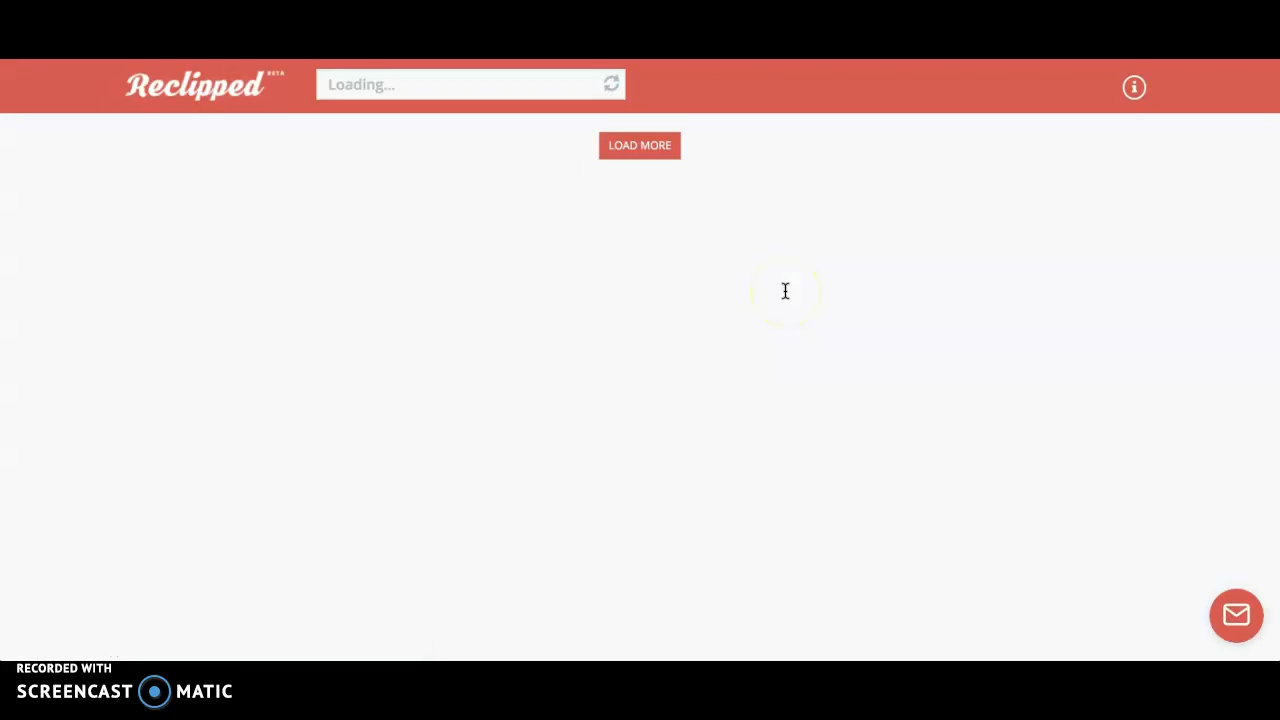 Reclipped BETA
Loading...
LOAD MORE
RECORDED WITH
SCREENCAST MATIC